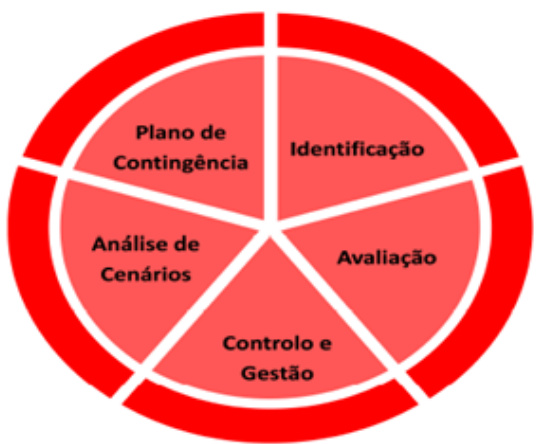 Plano de
Contingência
Identificação
Análise de
Cenários
Avaliação
Controlo e
Gestão